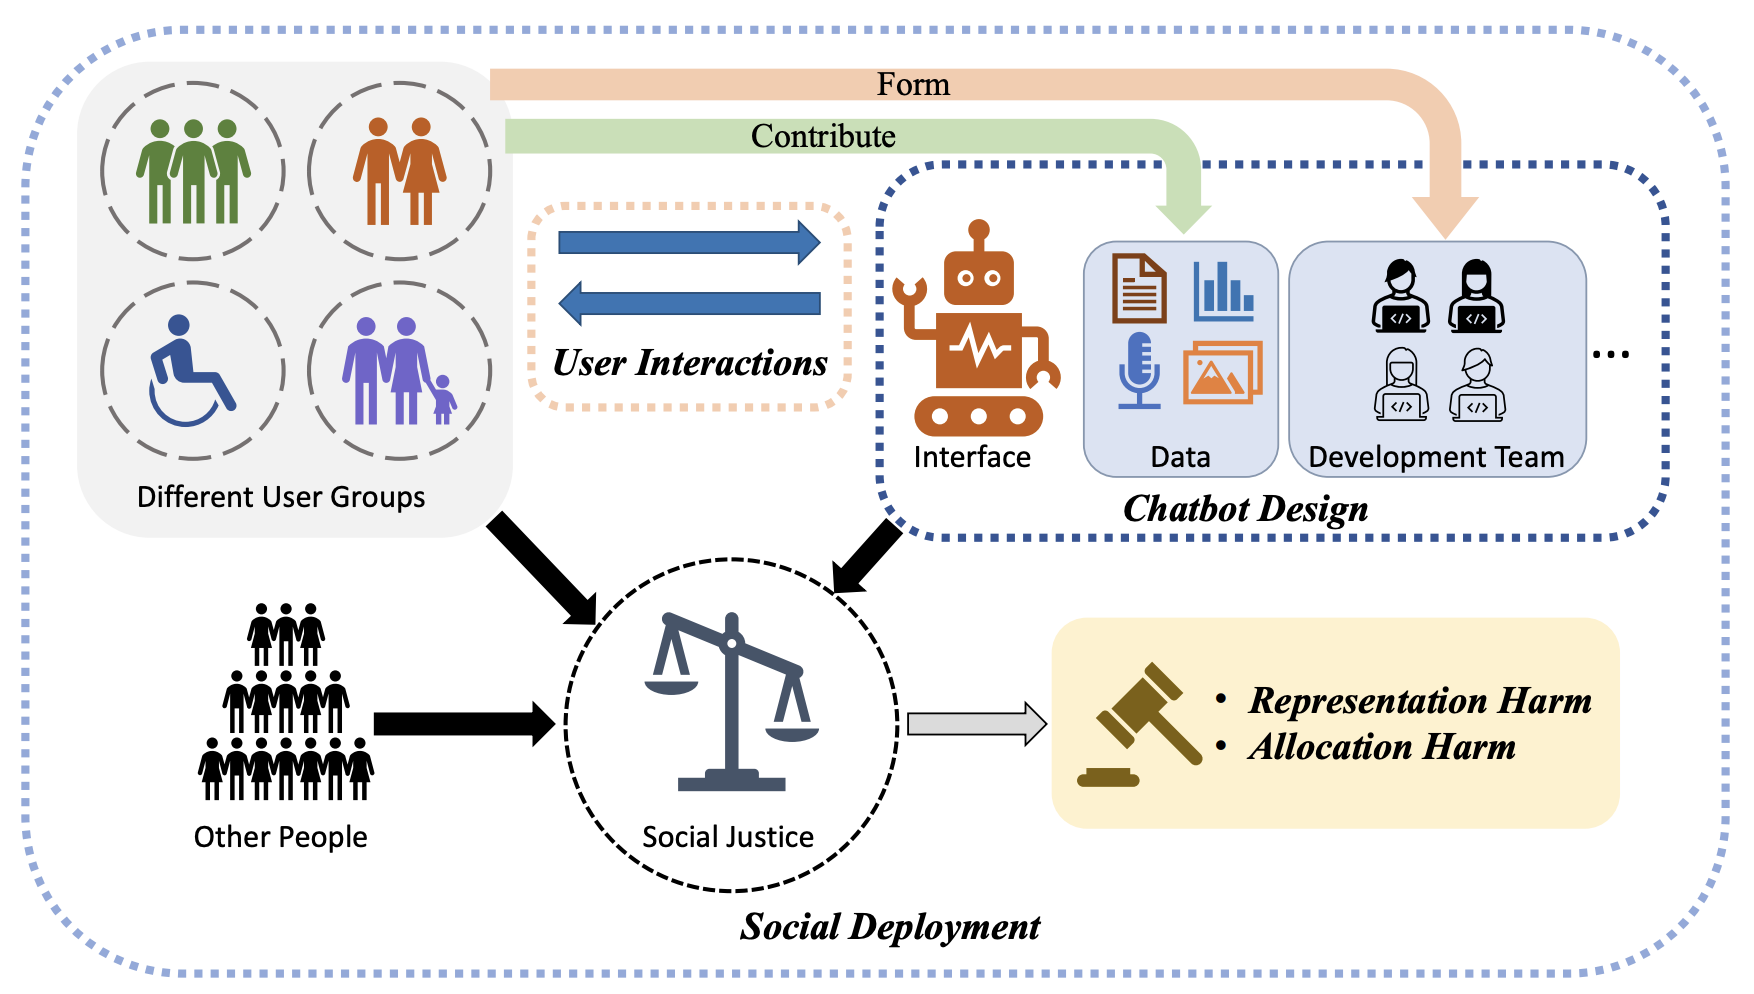 Form
Contribute
User Interactions
Interface
Data
Development Team
...
Chatbot Design
Different User Groups
Other People
Social Justice
• Representation Harm
• Allocation Harm
Social Deployment